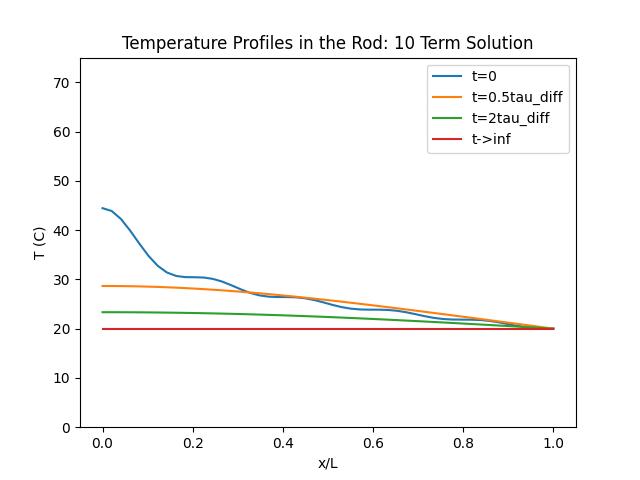 Temperature Profiles in the Rod: 10 Term Solution
t=0
t=0.5tau_diff
t=2tau_diff
t->inf
T (C)
70
60
50
40
30
20
10
0
0.0 0.2 0.4 0.6 0.8 1.0
x/L